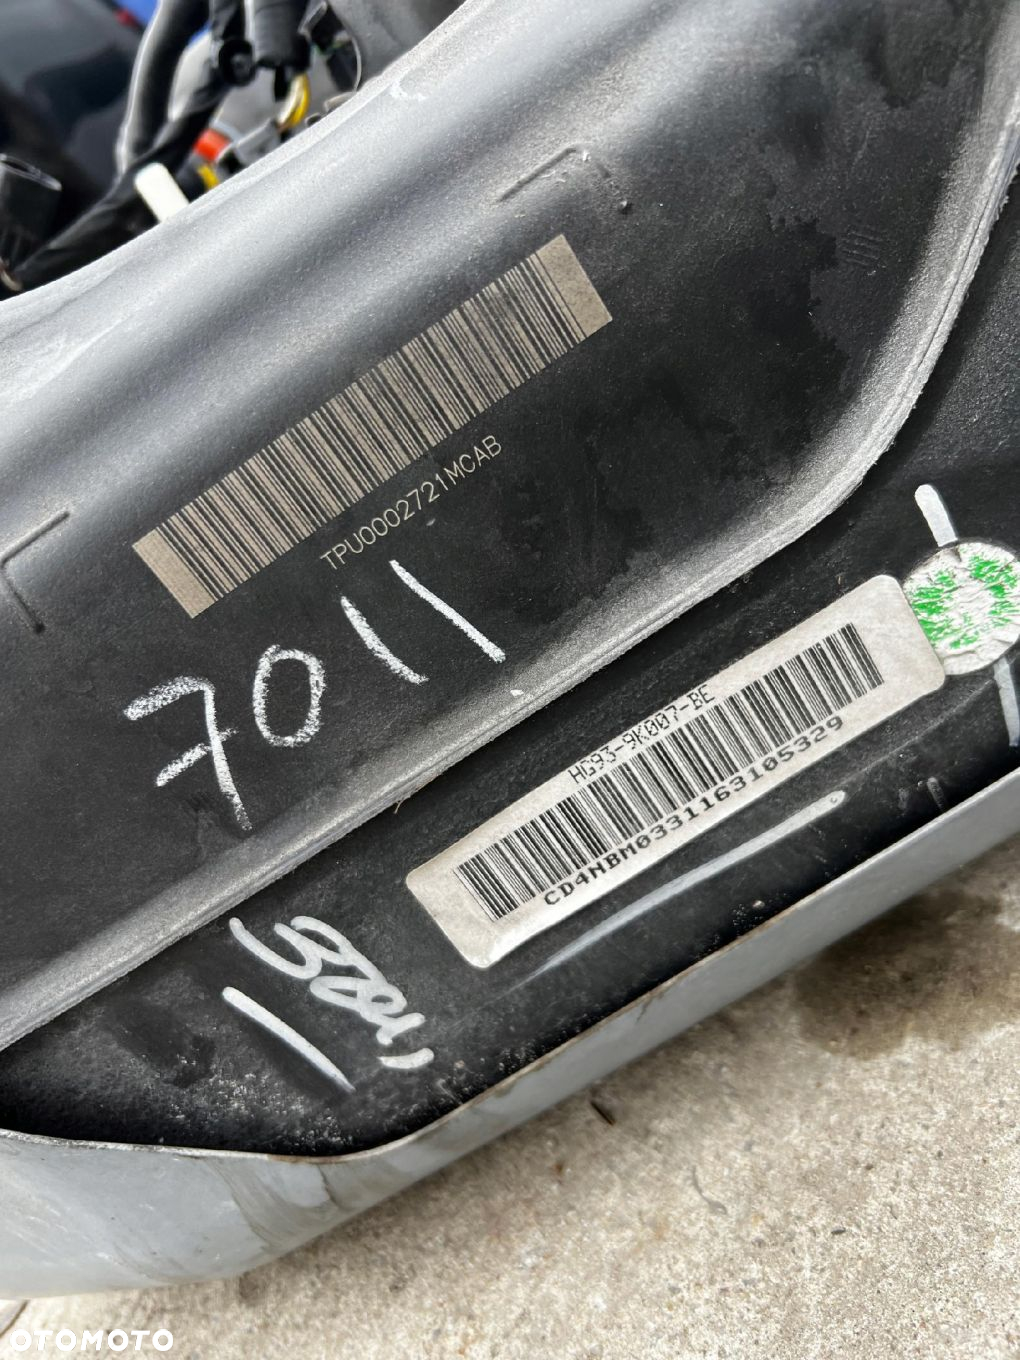 TPU0002721MCAB
7011
HG93-9K007-BE
CD4NBM0331163105329
OTOMOTO